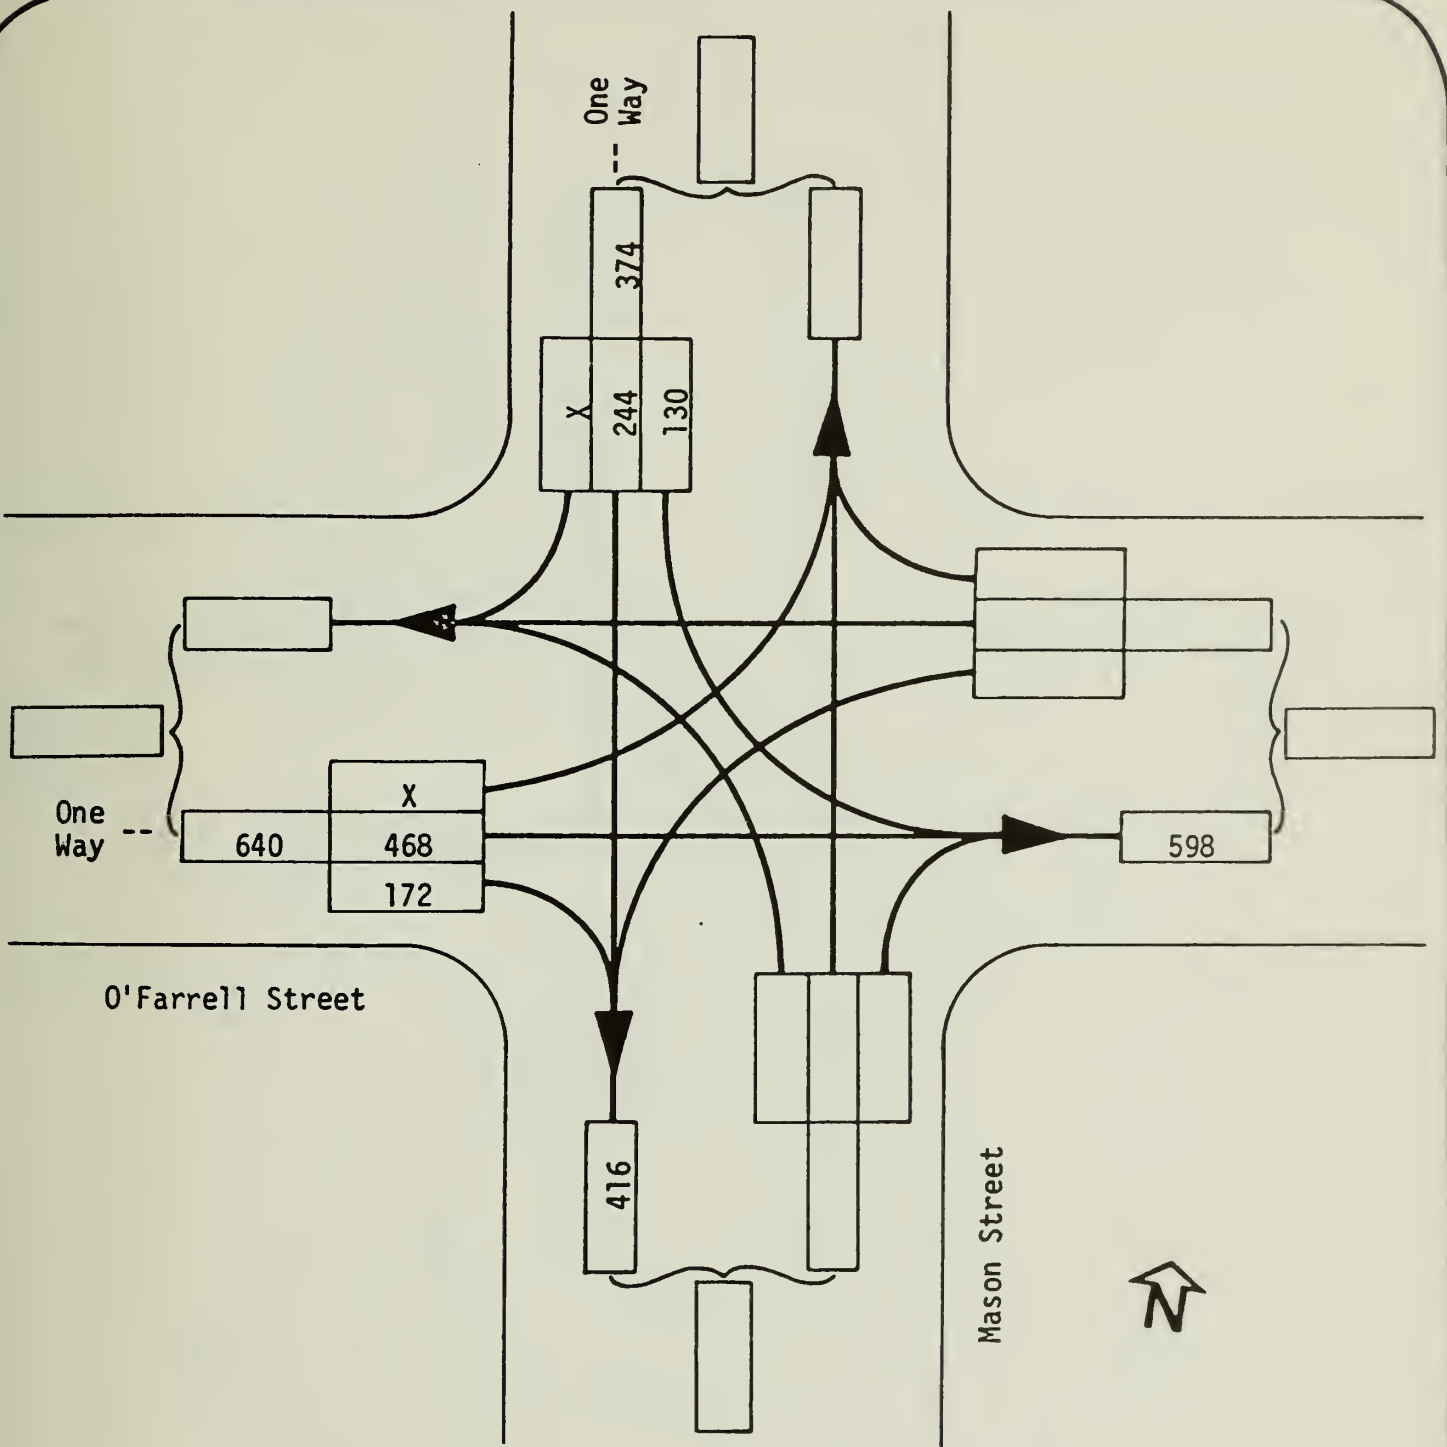 One
Way --
374
X
244
130
X
One
Way --
640
468
172
598
O'Farrell Street
416
Mason Street
N